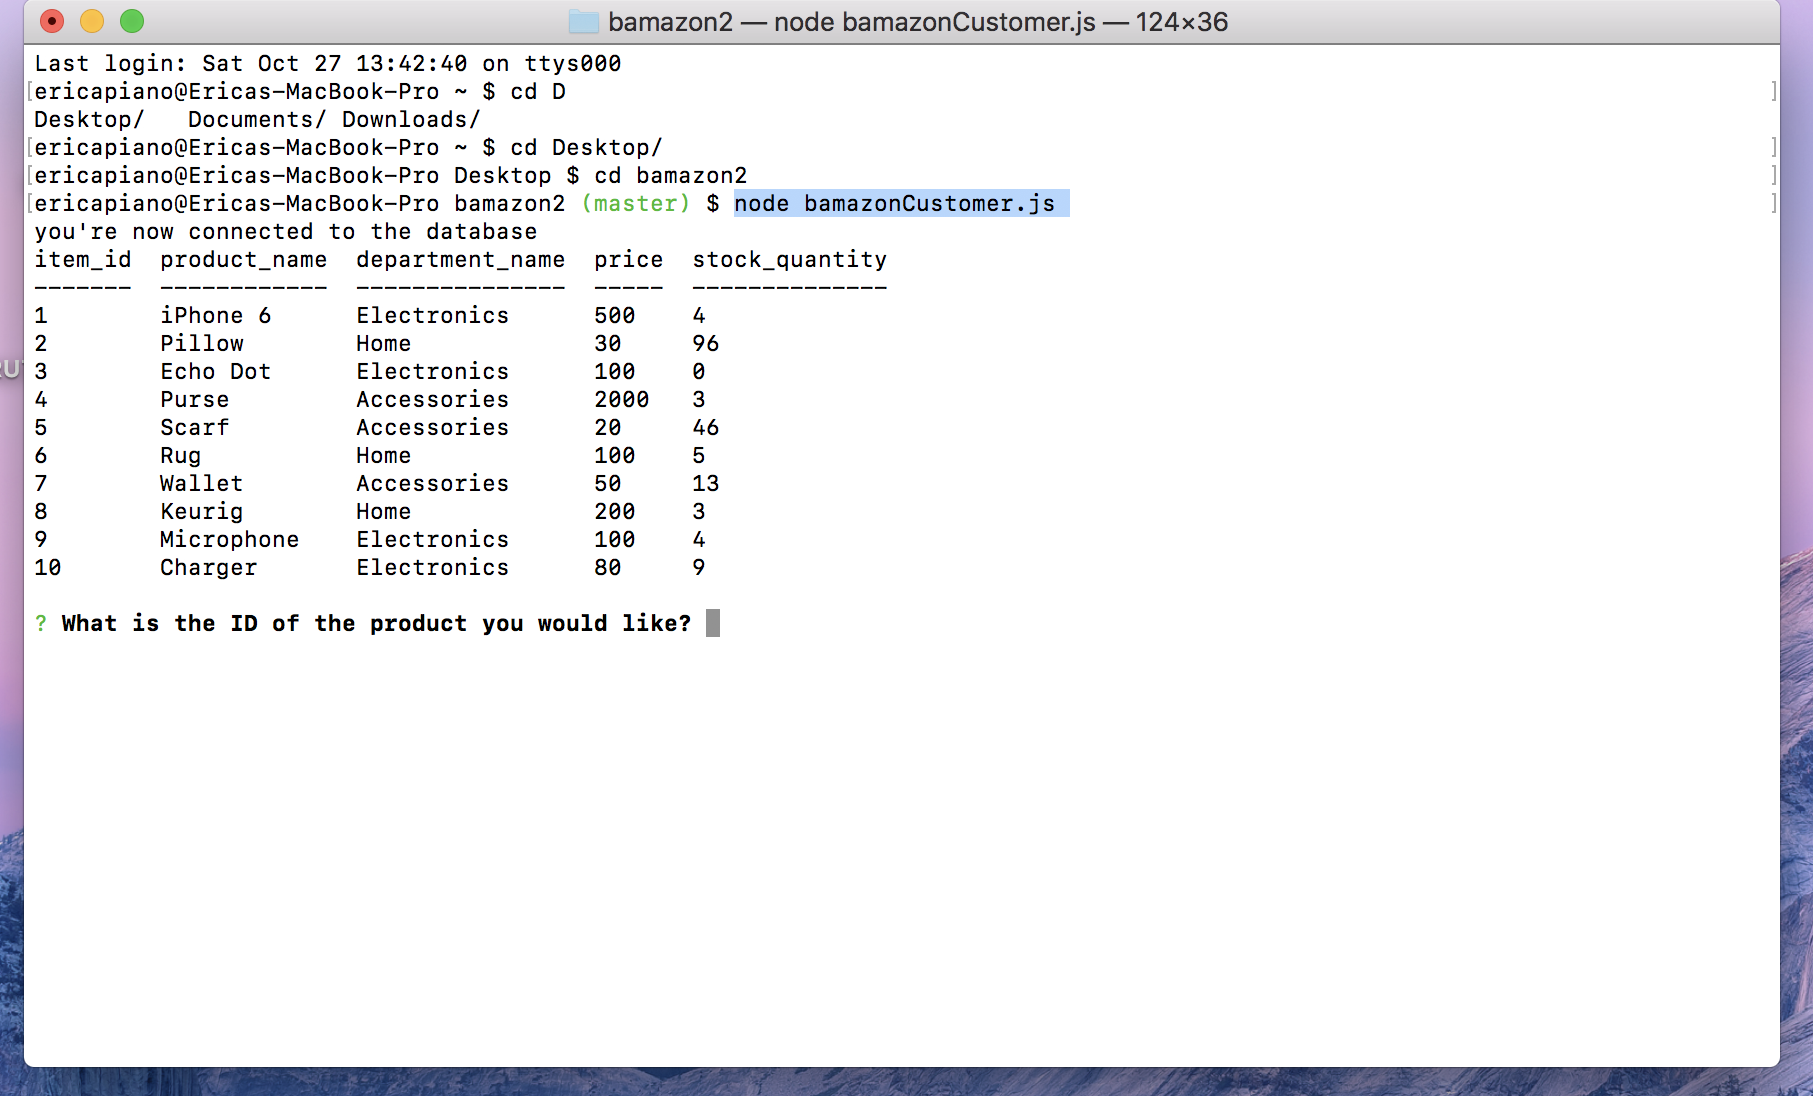 bamazon2 — node bamazonCustomer.js — 124×36
Last login: Sat Oct 27 13:42:40 on ttys000
[ericapiano@Ericas-MacBook-Pro ~ $ cd D ]
Desktop/   Documents/ Downloads/
[ericapiano@Ericas-MacBook-Pro ~ $ cd Desktop/ ]
[ericapiano@Ericas-MacBook-Pro Desktop $ cd bamazon2 ]
[ericapiano@Ericas-MacBook-Pro bamazon2 (master) $ node bamazonCustomer.js ]
you're now connected to the database
item_id  product_name  department_name  price  stock_quantity
-------  ------------  ---------------  -----  --------------
1        iPhone 6      Electronics      500    4
2        Pillow        Home             30     96
3        Echo Dot      Electronics      100    0
4        Purse         Accessories      2000   3
5        Scarf         Accessories      20     46
6        Rug           Home             100    5
7        Wallet        Accessories      50     13
8        Keurig        Home             200    3
9        Microphone    Electronics      100    4
10       Charger       Electronics      80     9
? What is the ID of the product you would like?